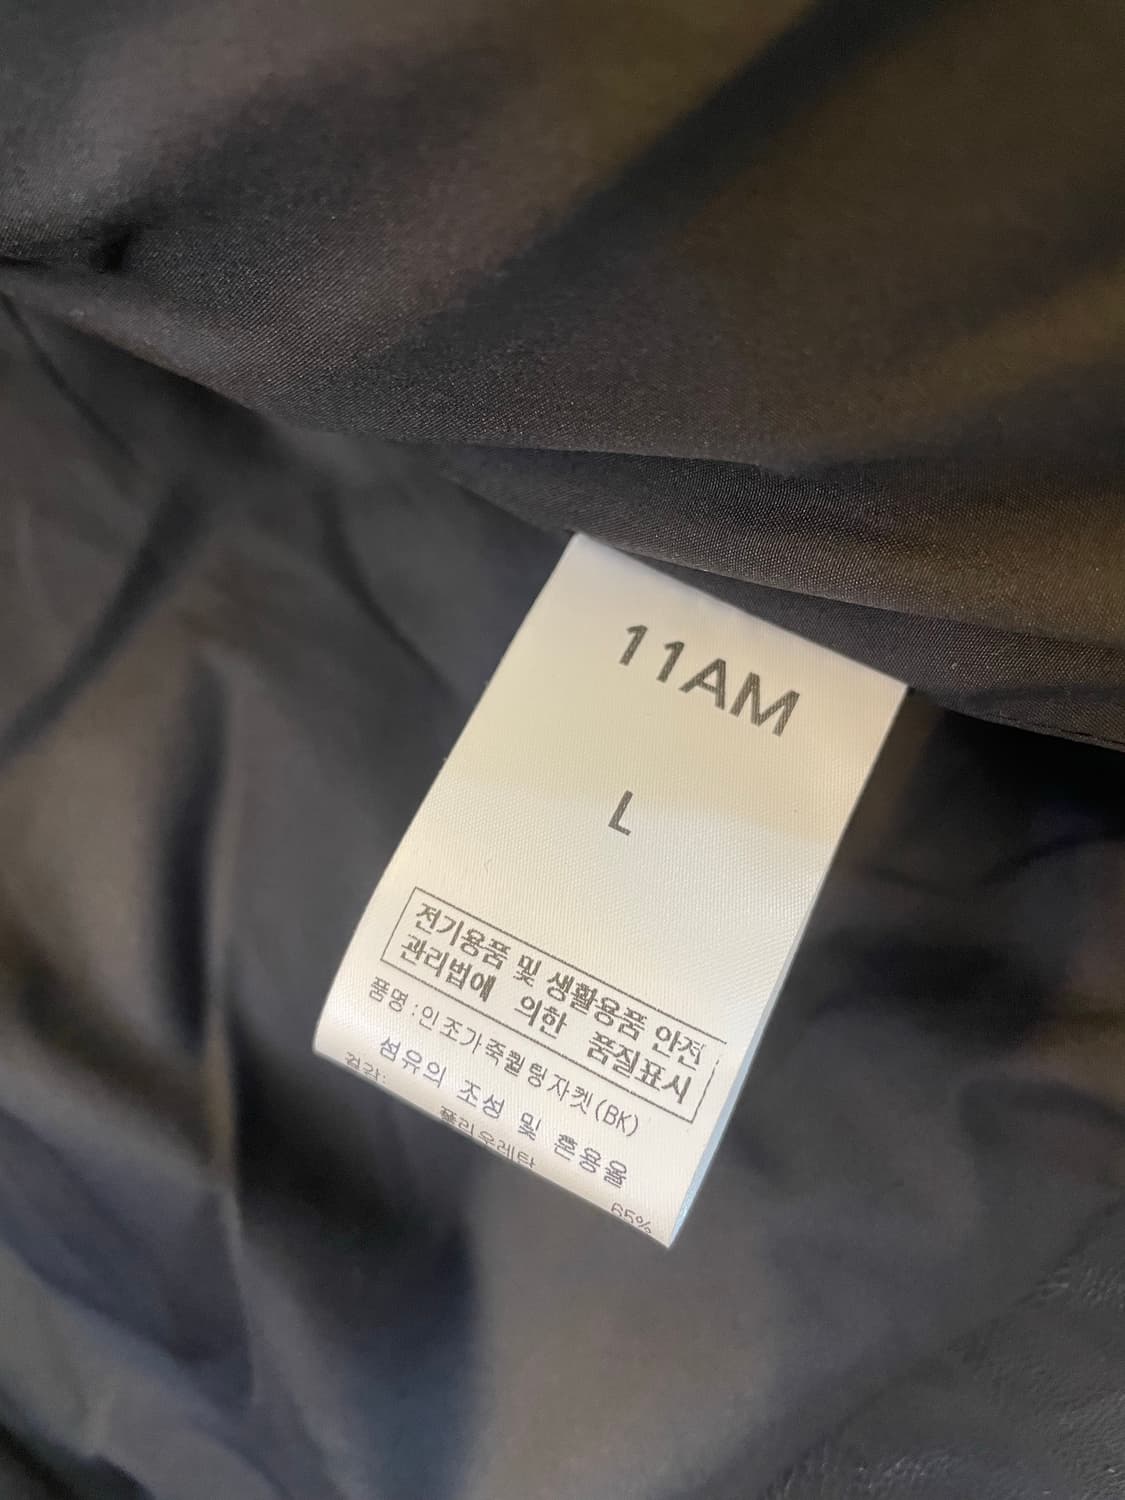 11AM
L
전기용품 및 생활용품 안전
관리법에 의한 품질표시
품명:인조가죽퀼팅자켓(BK)
섬유의 조성 및 혼용율
겉감:
폴리우레탄
65%